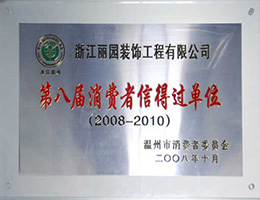 浙江丽园装饰工程有限公司
第八届消费者信得过单位
(2008-2010)
温州市消费者委员会
二〇〇八年十月